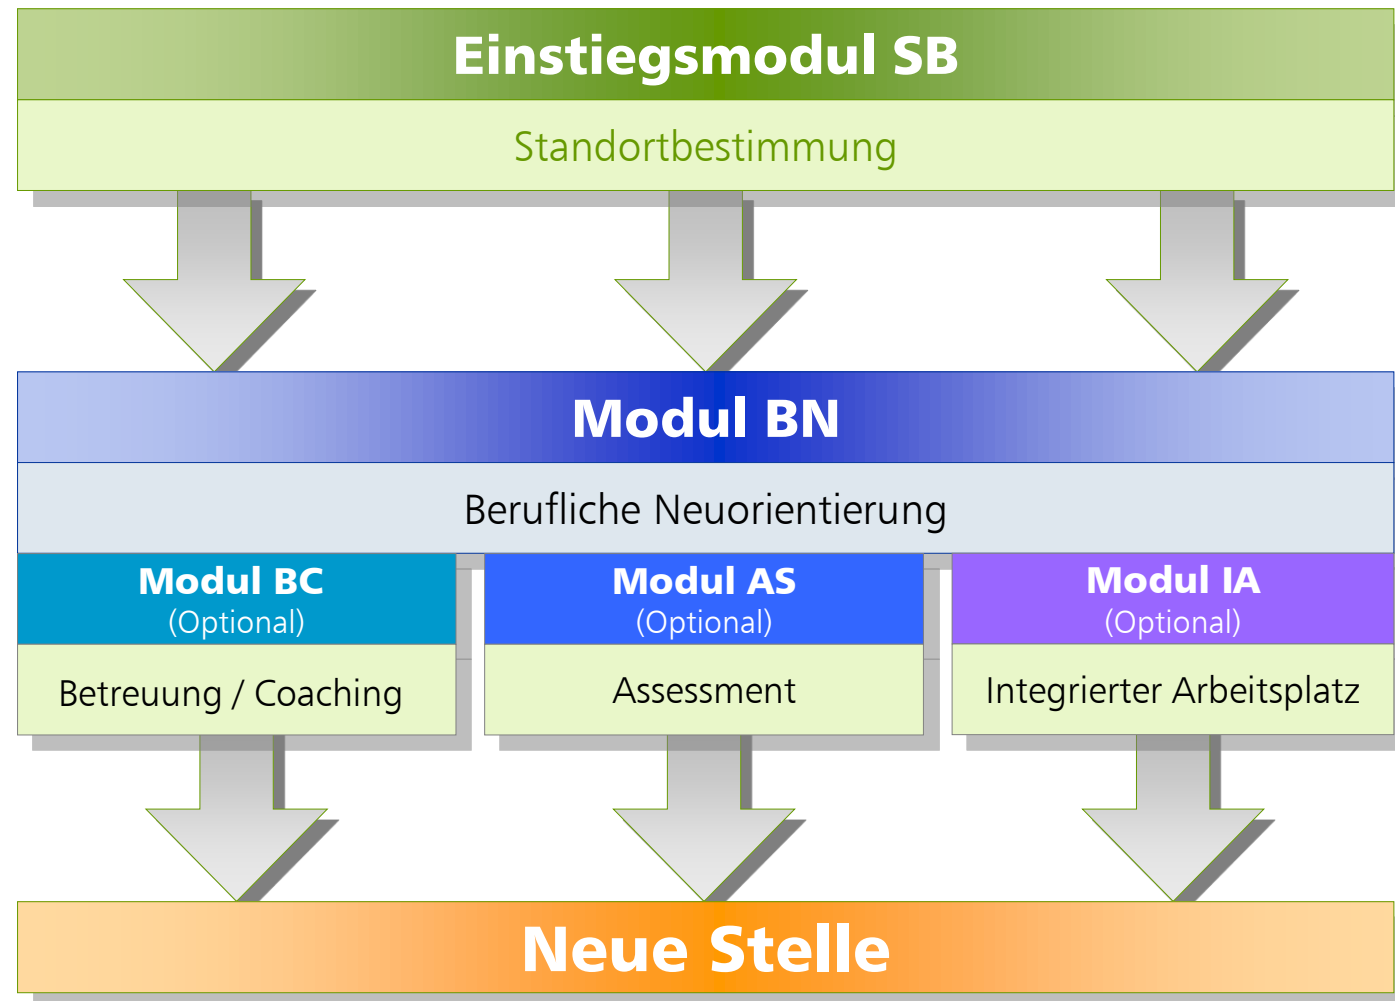 Einstiegsmodul SB
Standortbestimmung
Modul BN
Berufliche Neuorientierung
Modul BC
(Optional)
Betreuung / Coaching
Modul AS
(Optional)
Assessment
Modul IA
(Optional)
Integrierter Arbeitsplatz
Neue Stelle